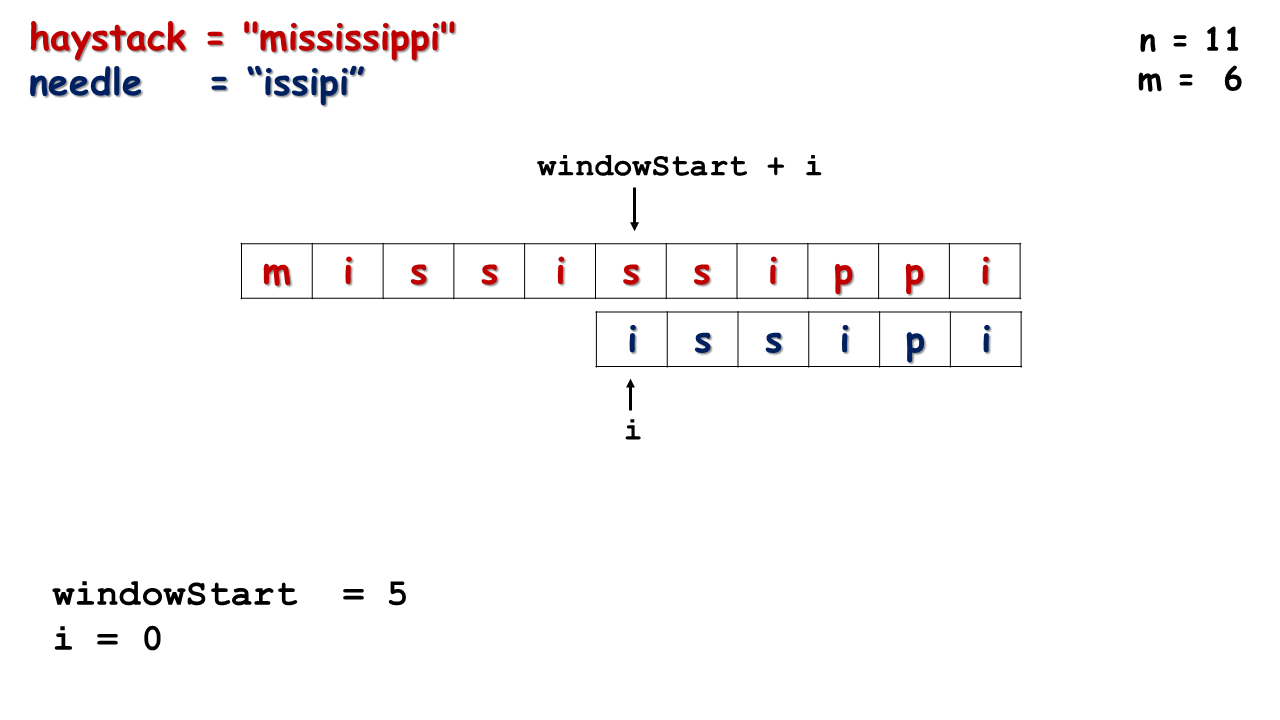 haystack = "mississippi"
needle = “issipi”
n = 11
m = 6
windowStart + i
m i s s i s s i p p i
i s s i p i
i
windowStart = 5
i = 0